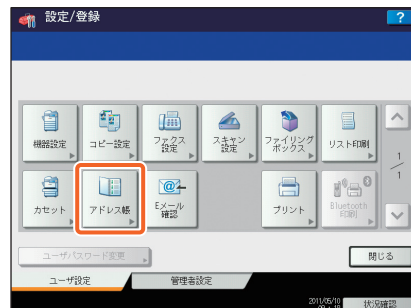 設定/登録
?
機器設定
コピー設定
ファクス
設定
スキャン
設定
ファイリング
ボックス
リスト印刷
1
1
カセット
アドレス帳
Eメール
確認
プリント
Bluetooth
印刷
ユーザパスワード変更
閉じる
ユーザ設定
管理者設定
2011/05/10
状況確認